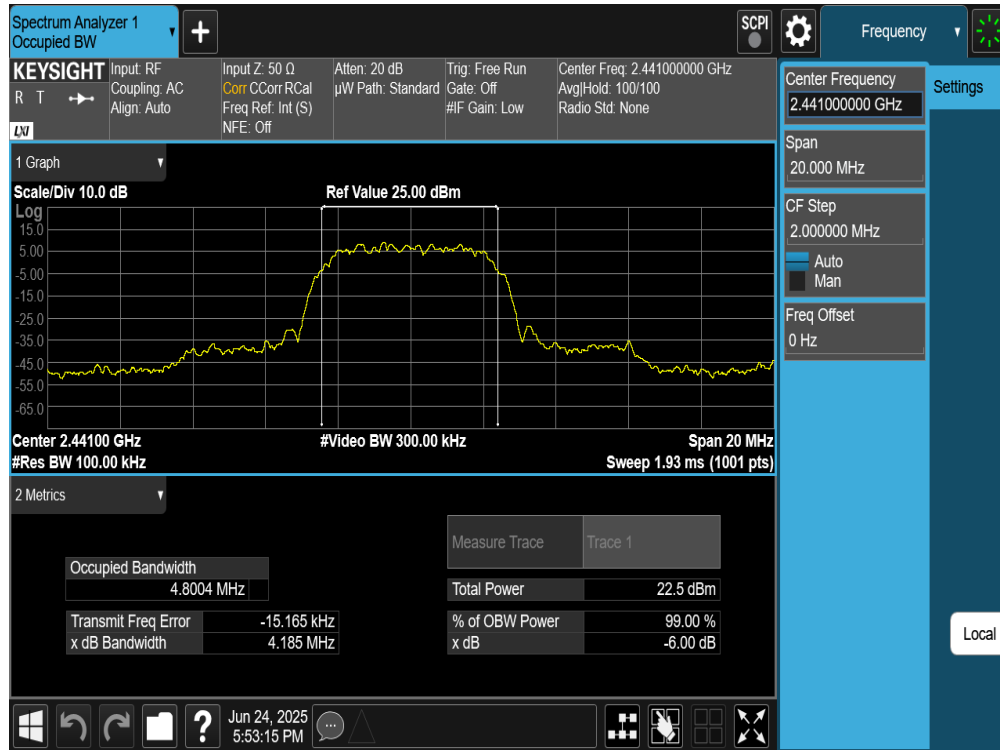 Spectrum Analyzer 1
Occupied BW
+
SCPI
Frequency
KEYSIGHT
R T
LXI
Input: RF
Coupling: AC
Align: Auto
Input Z: 50 Ω
Corr CCorr RCal
Freq Ref: Int (S)
NFE: Off
Atten: 20 dB
µW Path: Standard
Trig: Free Run
Gate: Off
#IF Gain: Low
Center Freq: 2.441000000 GHz
Avg|Hold: 100/100
Radio Std: None
Center Frequency
2.441000000 GHz
Settings
Span
20.000 MHz
CF Step
2.000000 MHz
Auto
Man
Freq Offset
0 Hz
Local
1 Graph
Scale/Div 10.0 dB
Ref Value 25.00 dBm
Log
15.0
5.00
-5.00
-15.0
-25.0
-35.0
-45.0
-55.0
-65.0
Center 2.44100 GHz
#Video BW 300.00 kHz
Span 20 MHz
#Res BW 100.00 kHz
Sweep 1.93 ms (1001 pts)
2 Metrics
Measure Trace
Trace 1
Occupied Bandwidth
4.8004 MHz
Total Power
22.5 dBm
Transmit Freq Error
-15.165 kHz
% of OBW Power
99.00 %
x dB Bandwidth
4.185 MHz
x dB
-6.00 dB
?
Jun 24, 2025
5:53:15 PM